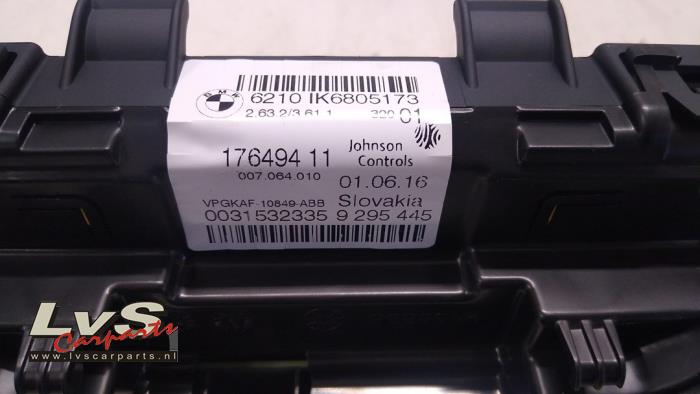 BMW
6210 IK6805173
2.63.2/3.61.1 320 01
176494 11 Johnson Controls
007.064.010 01.06.16
VPGKAF-10849-ABB Slovakia
0031532335 9 295 445
LvS
Carparts
www.lvscarparts.nl